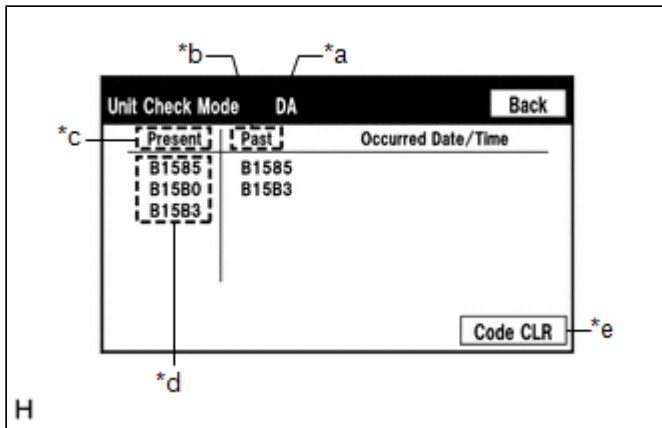 *b *a
Unit Check Mode DA Back
*c Present Past Occurred Date/Time
B1585 B1585
B15B0 B15B3
B15B3
Code CLR *e
*d
H